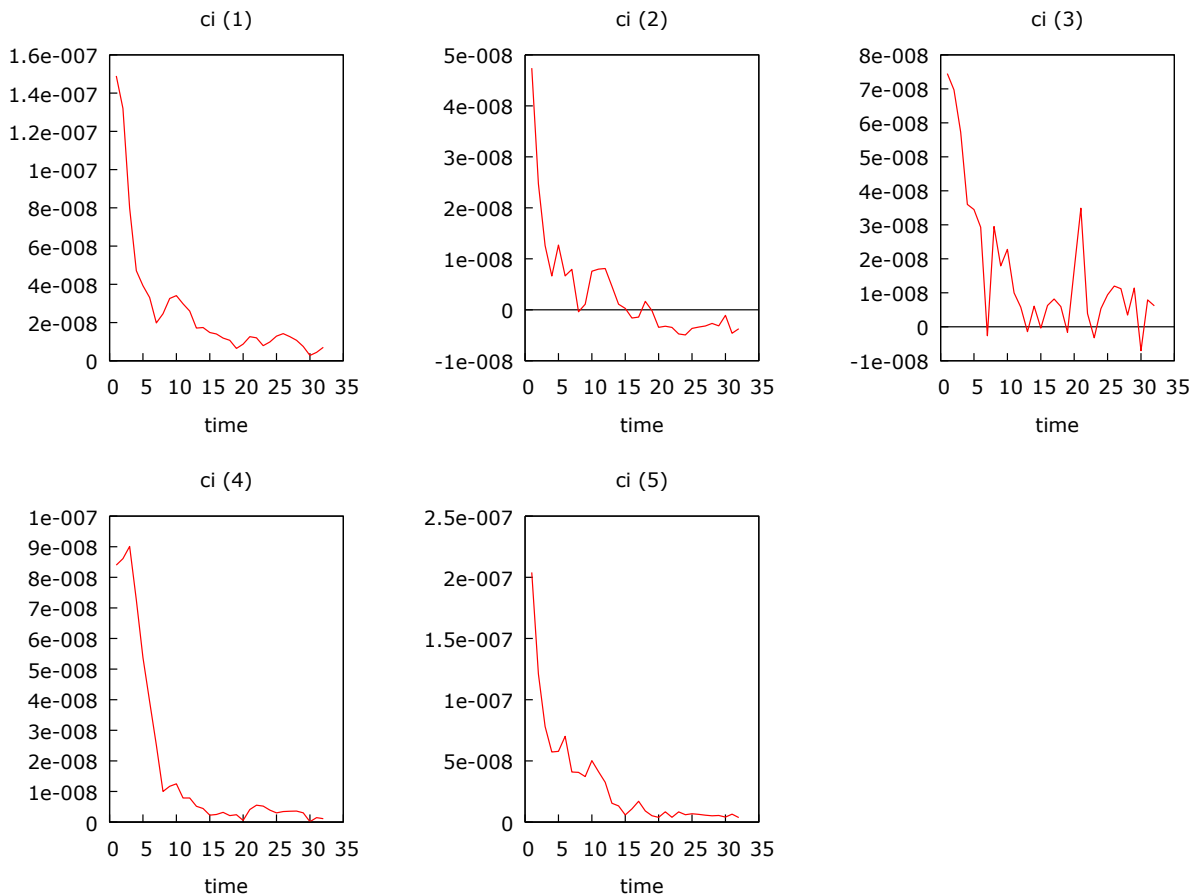 ci (1)
1.6e-007
1.4e-007
1.2e-007
1e-007
8e-008
6e-008
4e-008
2e-008
0
0 5 10 15 20 25 30 35
time
ci (2)
5e-008
4e-008
3e-008
2e-008
1e-008
0
-1e-008
0 5 10 15 20 25 30 35
time
ci (3)
8e-008
7e-008
6e-008
5e-008
4e-008
3e-008
2e-008
1e-008
0
-1e-008
0 5 10 15 20 25 30 35
time
ci (4)
1e-007
9e-008
8e-008
7e-008
6e-008
5e-008
4e-008
3e-008
2e-008
1e-008
0
0 5 10 15 20 25 30 35
time
ci (5)
2.5e-007
2e-007
1.5e-007
1e-007
5e-008
0
0 5 10 15 20 25 30 35
time